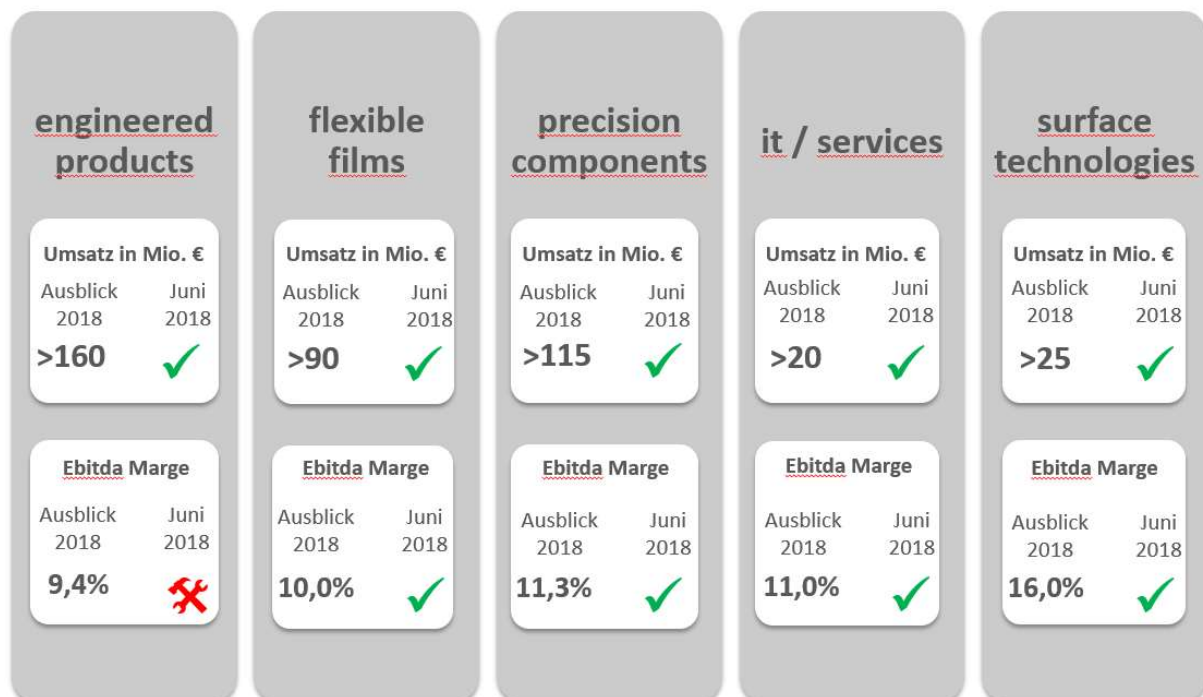 engineered
products
Umsatz in Mio. €
Ausblick Juni
2018 2018
>160
Ebitda Marge
Ausblick Juni
2018 2018
9,4%
flexible
films
Umsatz in Mio. €
Ausblick Juni
2018 2018
>90
Ebitda Marge
Ausblick Juni
2018 2018
10,0%
precision
components
Umsatz in Mio. €
Ausblick Juni
2018 2018
>115
Ebitda Marge
Ausblick Juni
2018 2018
11,3%
it / services
Umsatz in Mio. €
Ausblick Juni
2018 2018
>20
Ebitda Marge
Ausblick Juni
2018 2018
11,0%
surface
technologies
Umsatz in Mio. €
Ausblick Juni
2018 2018
>25
Ebitda Marge
Ausblick Juni
2018 2018
16,0%